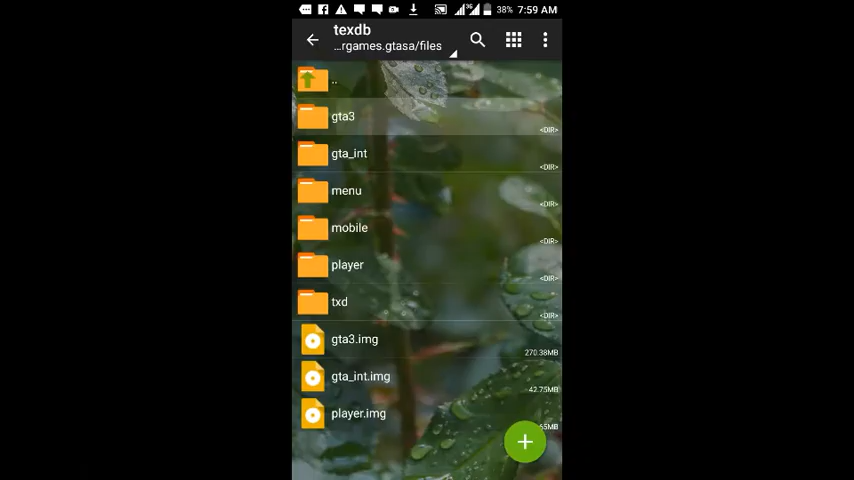 38% 7:59 AM
texdb
...rgames.gtasa/files
..
gta3
<DIR>
gta_int
<DIR>
menu
<DIR>
mobile
<DIR>
player
<DIR>
txd
<DIR>
gta3.img
270.38MB
gta_int.img
42.75MB
player.img